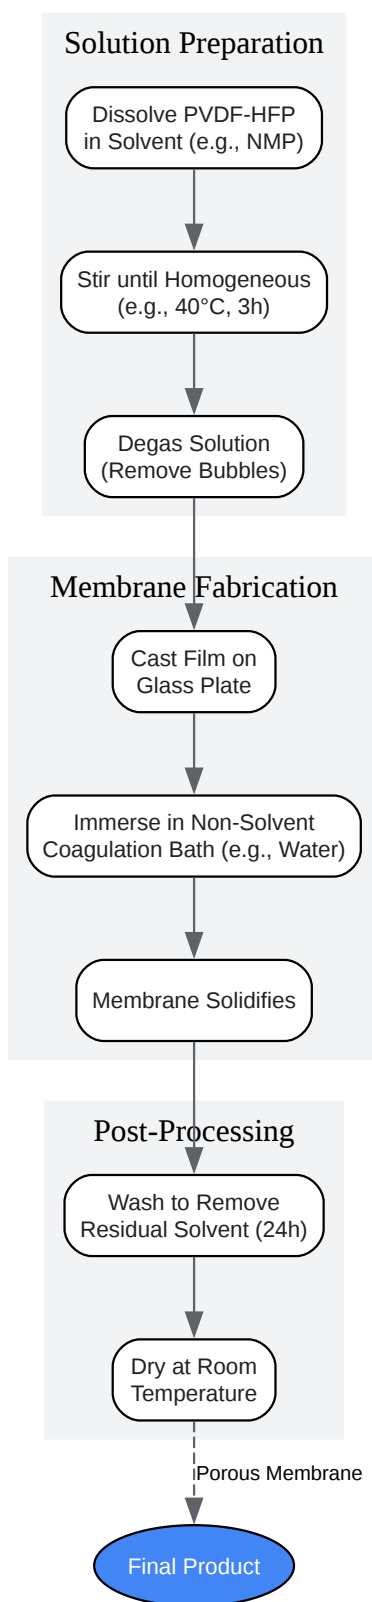 Solution Preparation
Dissolve PVDF-HFP
in Solvent (e.g., NMP)
Stir until Homogeneous
(e.g., 40°C, 3h)
Degas Solution
(Remove Bubbles)
Membrane Fabrication
Cast Film on
Glass Plate
Immerse in Non-Solvent
Coagulation Bath (e.g., Water)
Membrane Solidifies
Post-Processing
Wash to Remove
Residual Solvent (24h)
Dry at Room
Temperature
Porous Membrane
Final Product